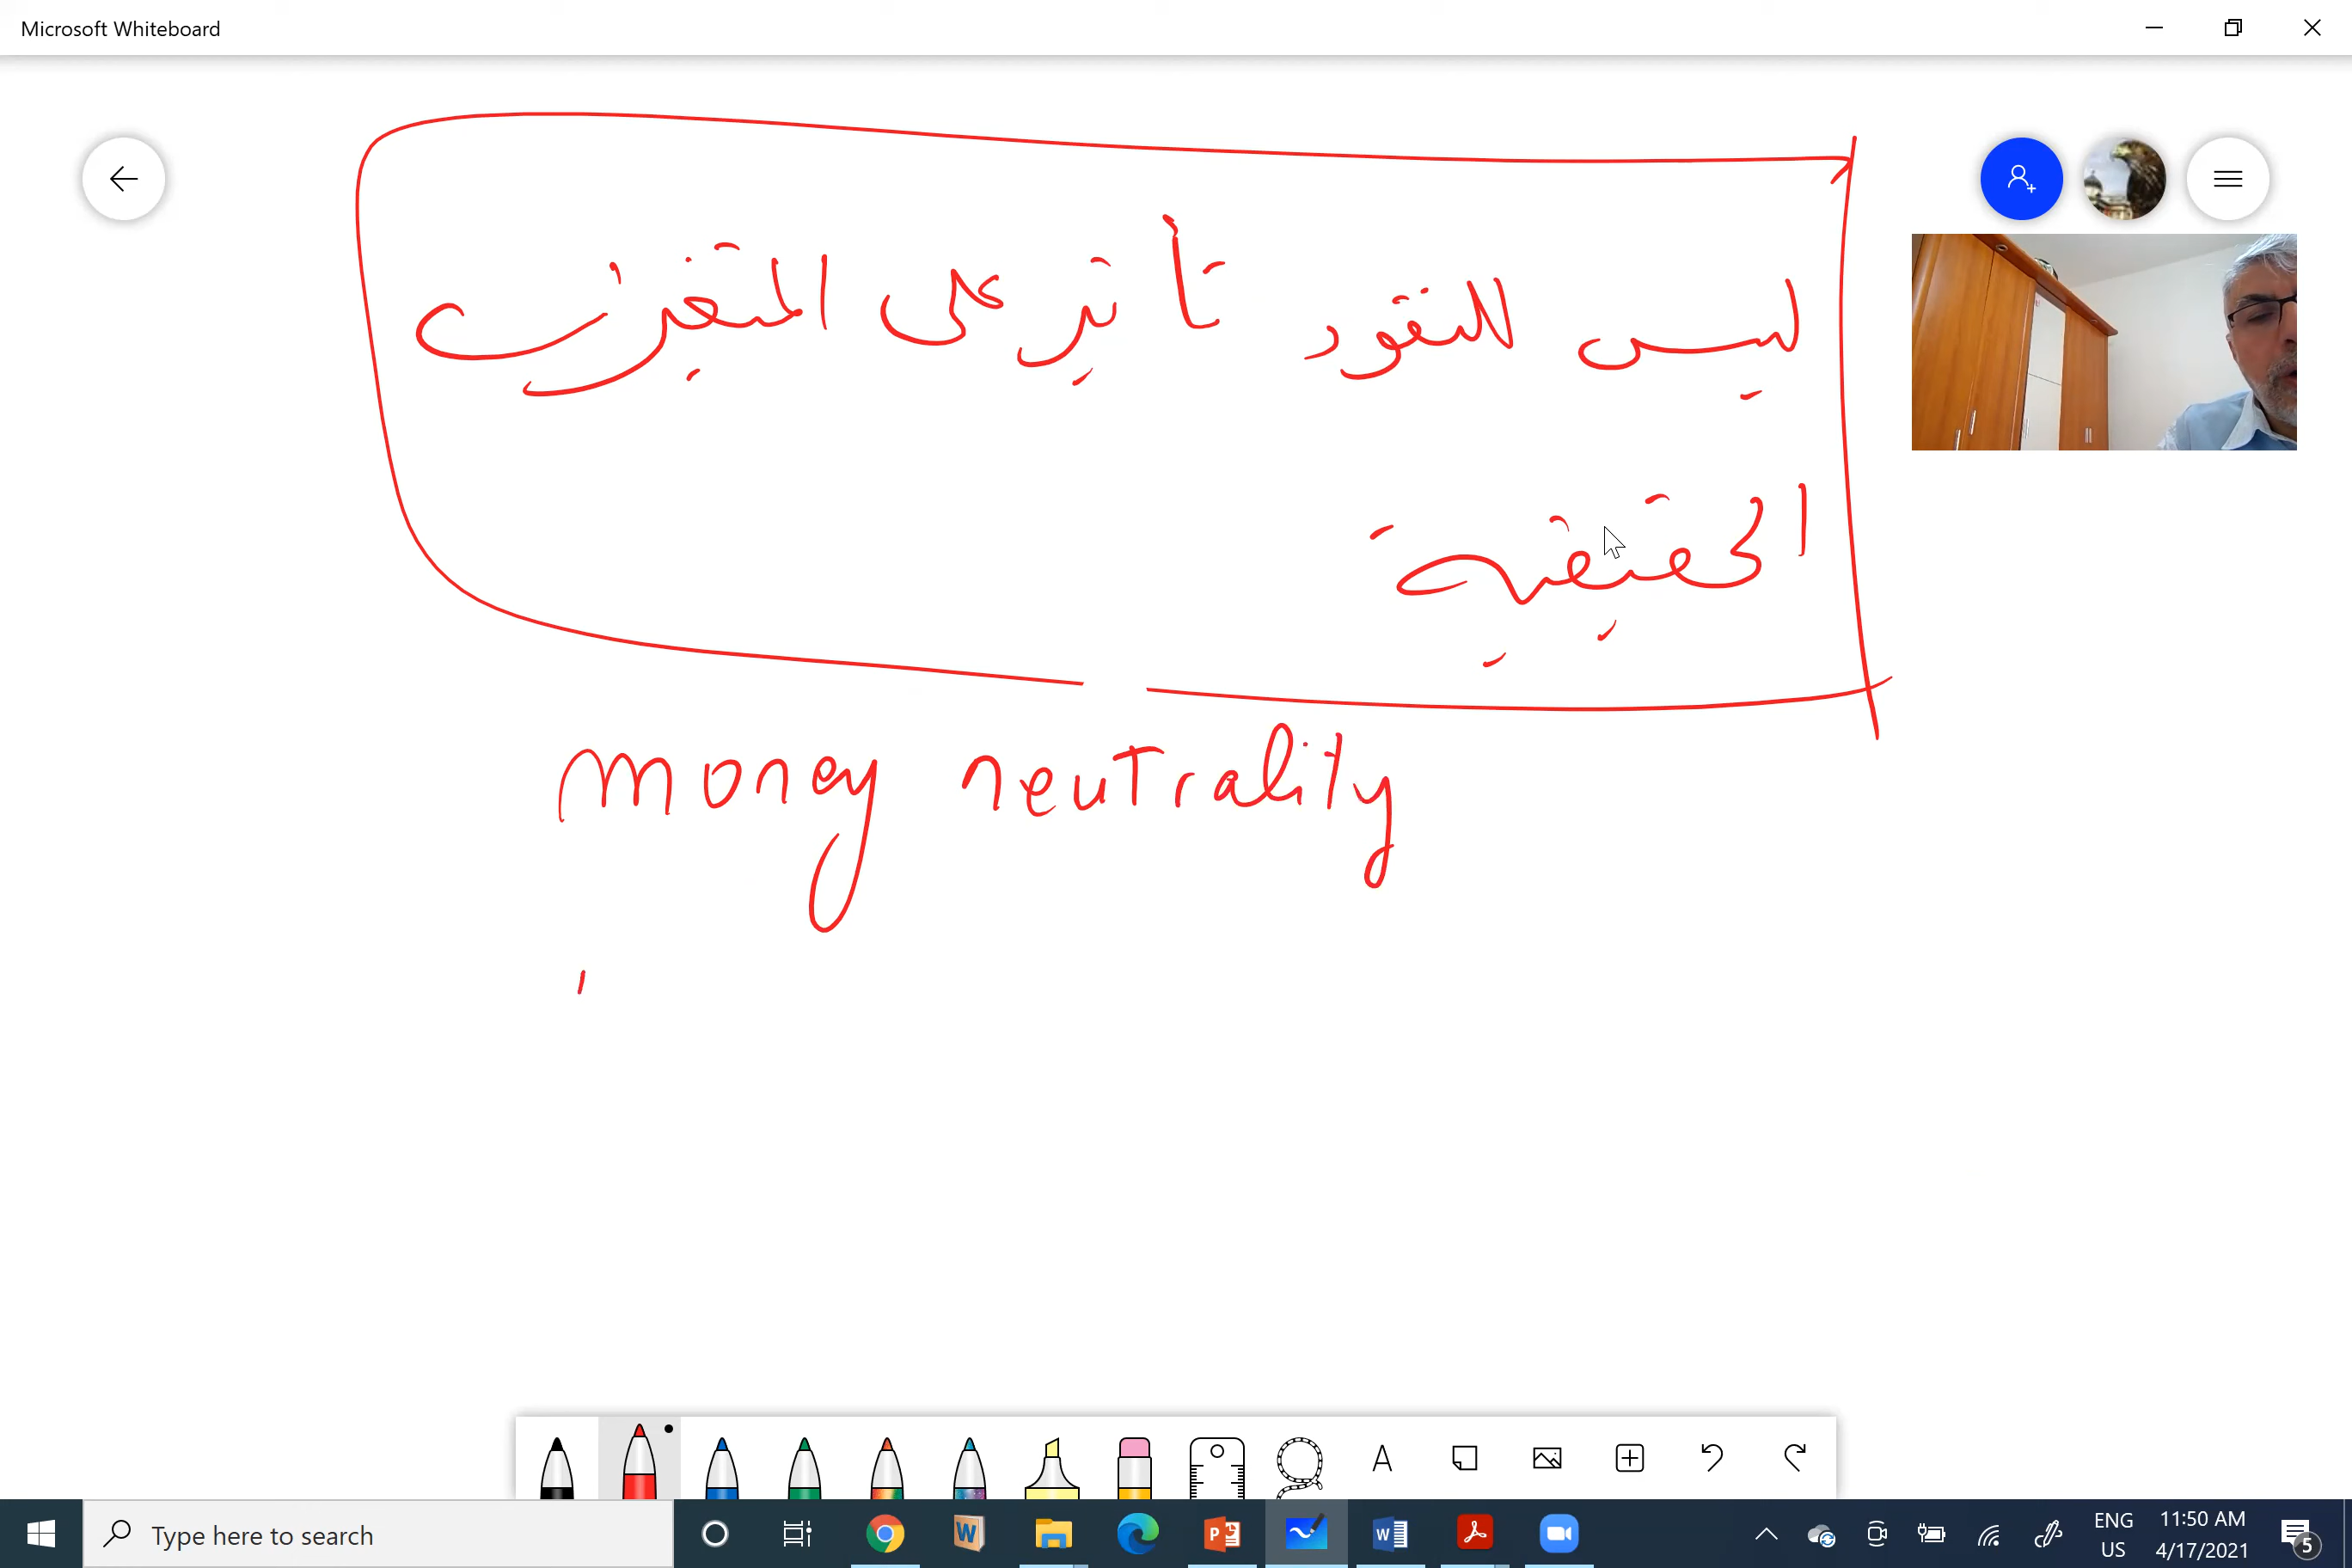 Microsoft Whiteboard
ليس للنقود تأثير على المتغيرات
الحقيقية
money neutrality
Type here to search
ENG
US
11:50 AM
4/17/2021
5